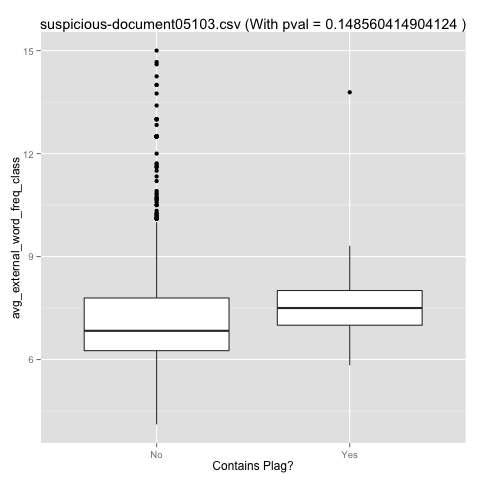 suspicious-document05103.csv (With pval = 0.148560414904124 )
15
12
9
6
avg_external_word_freq_class
No Yes
Contains Plag?